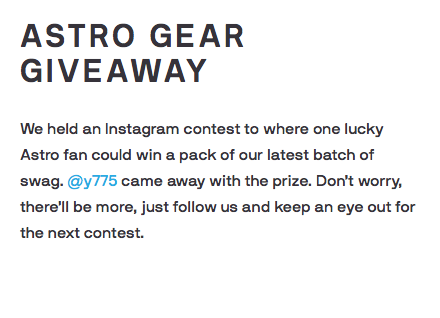 ASTRO GEAR
GIVEAWAY
We held an Instagram contest to where one lucky
Astro fan could win a pack of our latest batch of
swag. @y775 came away with the prize. Don't worry,
there'll be more, just follow us and keep an eye out for
the next contest.